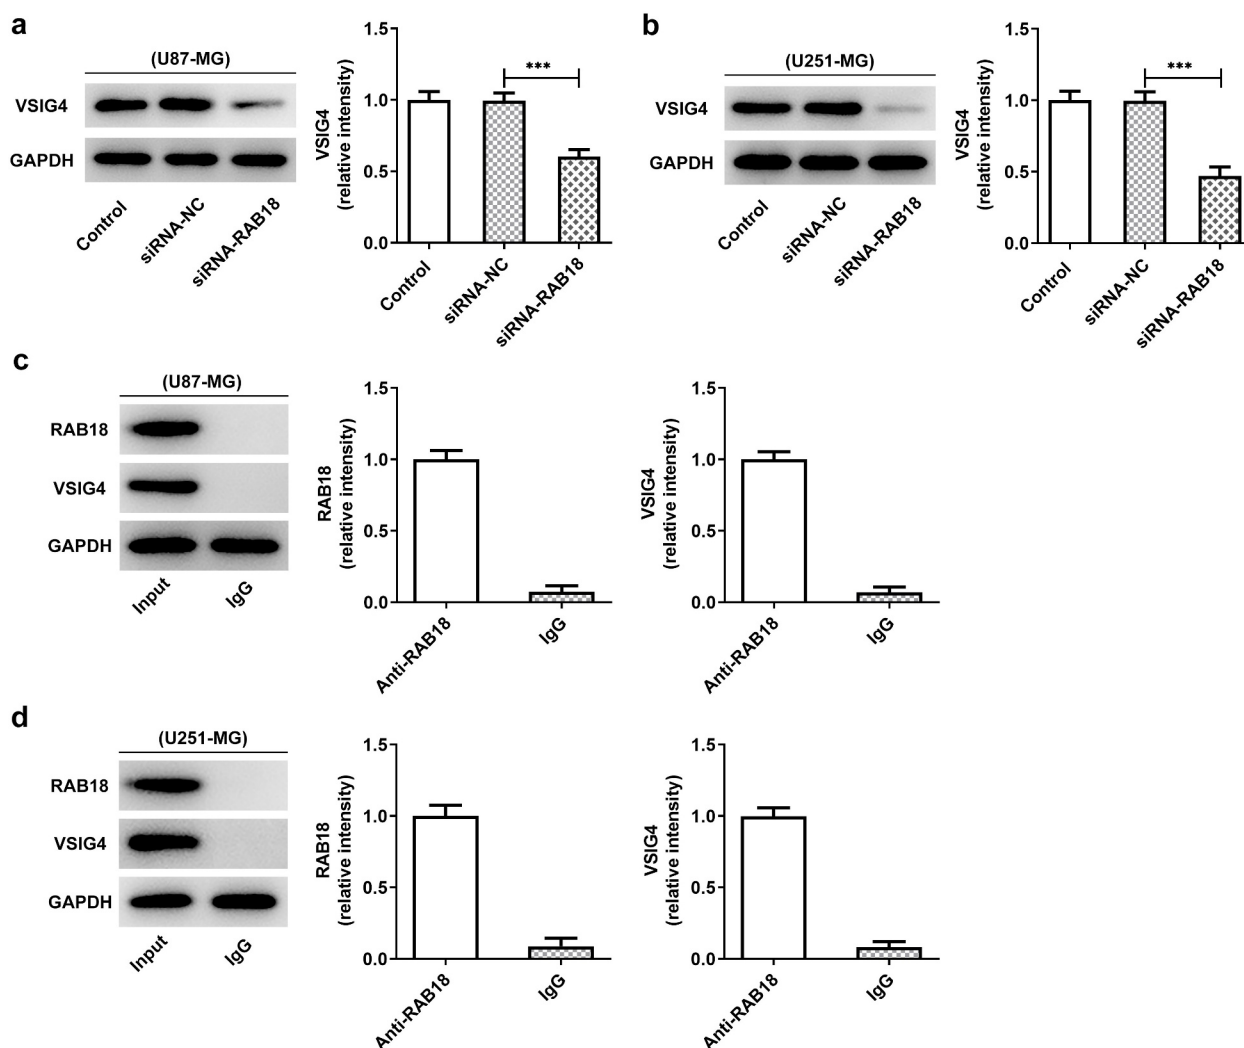 a
(U87-MG)
VSIG4
GAPDH
Control
siRNA-NC
siRNA-RAB18
VSIG4
(relative intensity)
1.5
1.0
0.5
0.0
***
Control
siRNA-NC
siRNA-RAB18
b
(U251-MG)
VSIG4
GAPDH
Control
siRNA-NC
siRNA-RAB18
VSIG4
(relative intensity)
1.5
1.0
0.5
0.0
***
Control
siRNA-NC
siRNA-RAB18
c
(U87-MG)
RAB18
VSIG4
GAPDH
Input
IgG
RAB18
(relative intensity)
1.5
1.0
0.5
0.0
Anti-RAB18
IgG
VSIG4
(relative intensity)
1.5
1.0
0.5
0.0
Anti-RAB18
IgG
d
(U251-MG)
RAB18
VSIG4
GAPDH
Input
IgG
RAB18
(relative intensity)
1.5
1.0
0.5
0.0
Anti-RAB18
IgG
VSIG4
(relative intensity)
1.5
1.0
0.5
0.0
Anti-RAB18
IgG